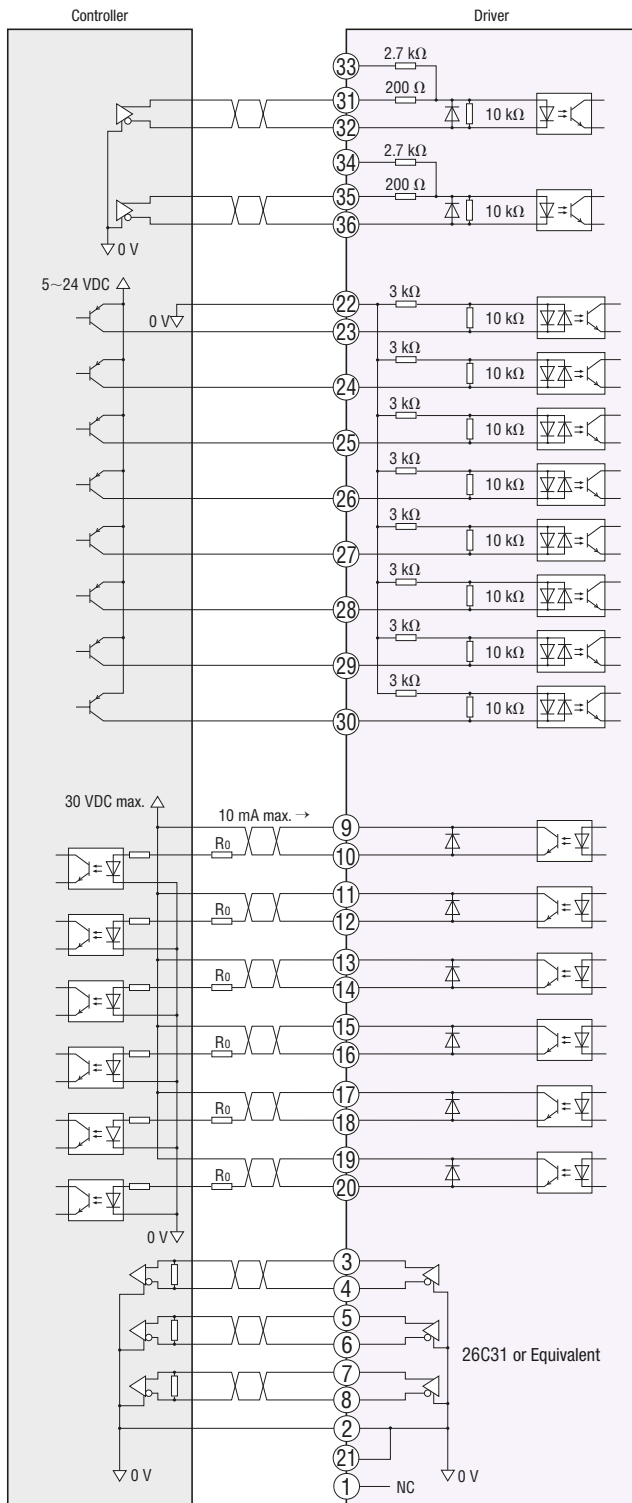 Controller
Driver
33
2.7 kΩ
31
200 Ω
32
10 kΩ
34
2.7 kΩ
35
200 Ω
36
10 kΩ
0 V
5~24 VDC
0 V
22
3 kΩ
23
10 kΩ
3 kΩ
24
10 kΩ
3 kΩ
25
10 kΩ
3 kΩ
26
10 kΩ
3 kΩ
27
10 kΩ
3 kΩ
28
10 kΩ
3 kΩ
29
10 kΩ
3 kΩ
30
10 kΩ
30 VDC max.
10 mA max. →
9
R0
10
11
R0
12
13
R0
14
15
R0
16
17
R0
18
19
R0
20
0 V
3
4
5
6
26C31 or Equivalent
7
8
2
21
0 V
0 V
1
NC